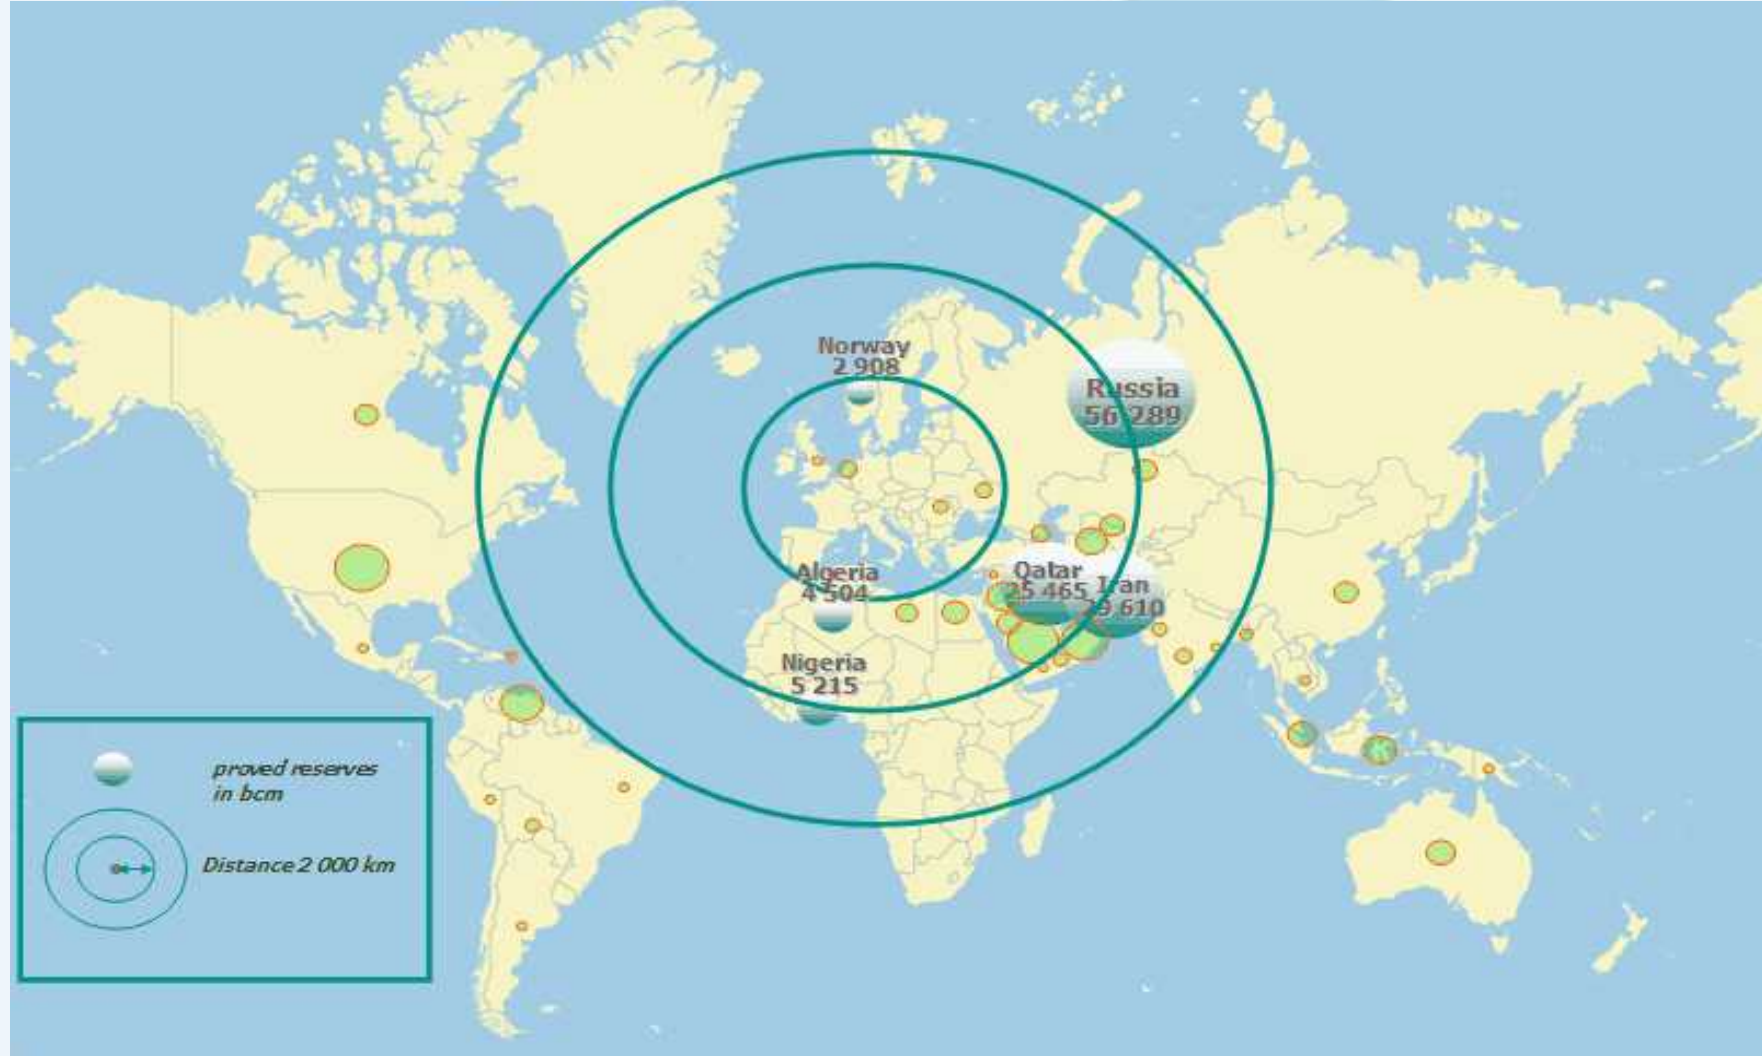 Norway
2 908
Russia
56 289
Algeria
4 504
Qatar
25 465
Iran
29 610
Nigeria
5 215
proved reserves
in bcm
Distance 2 000 km